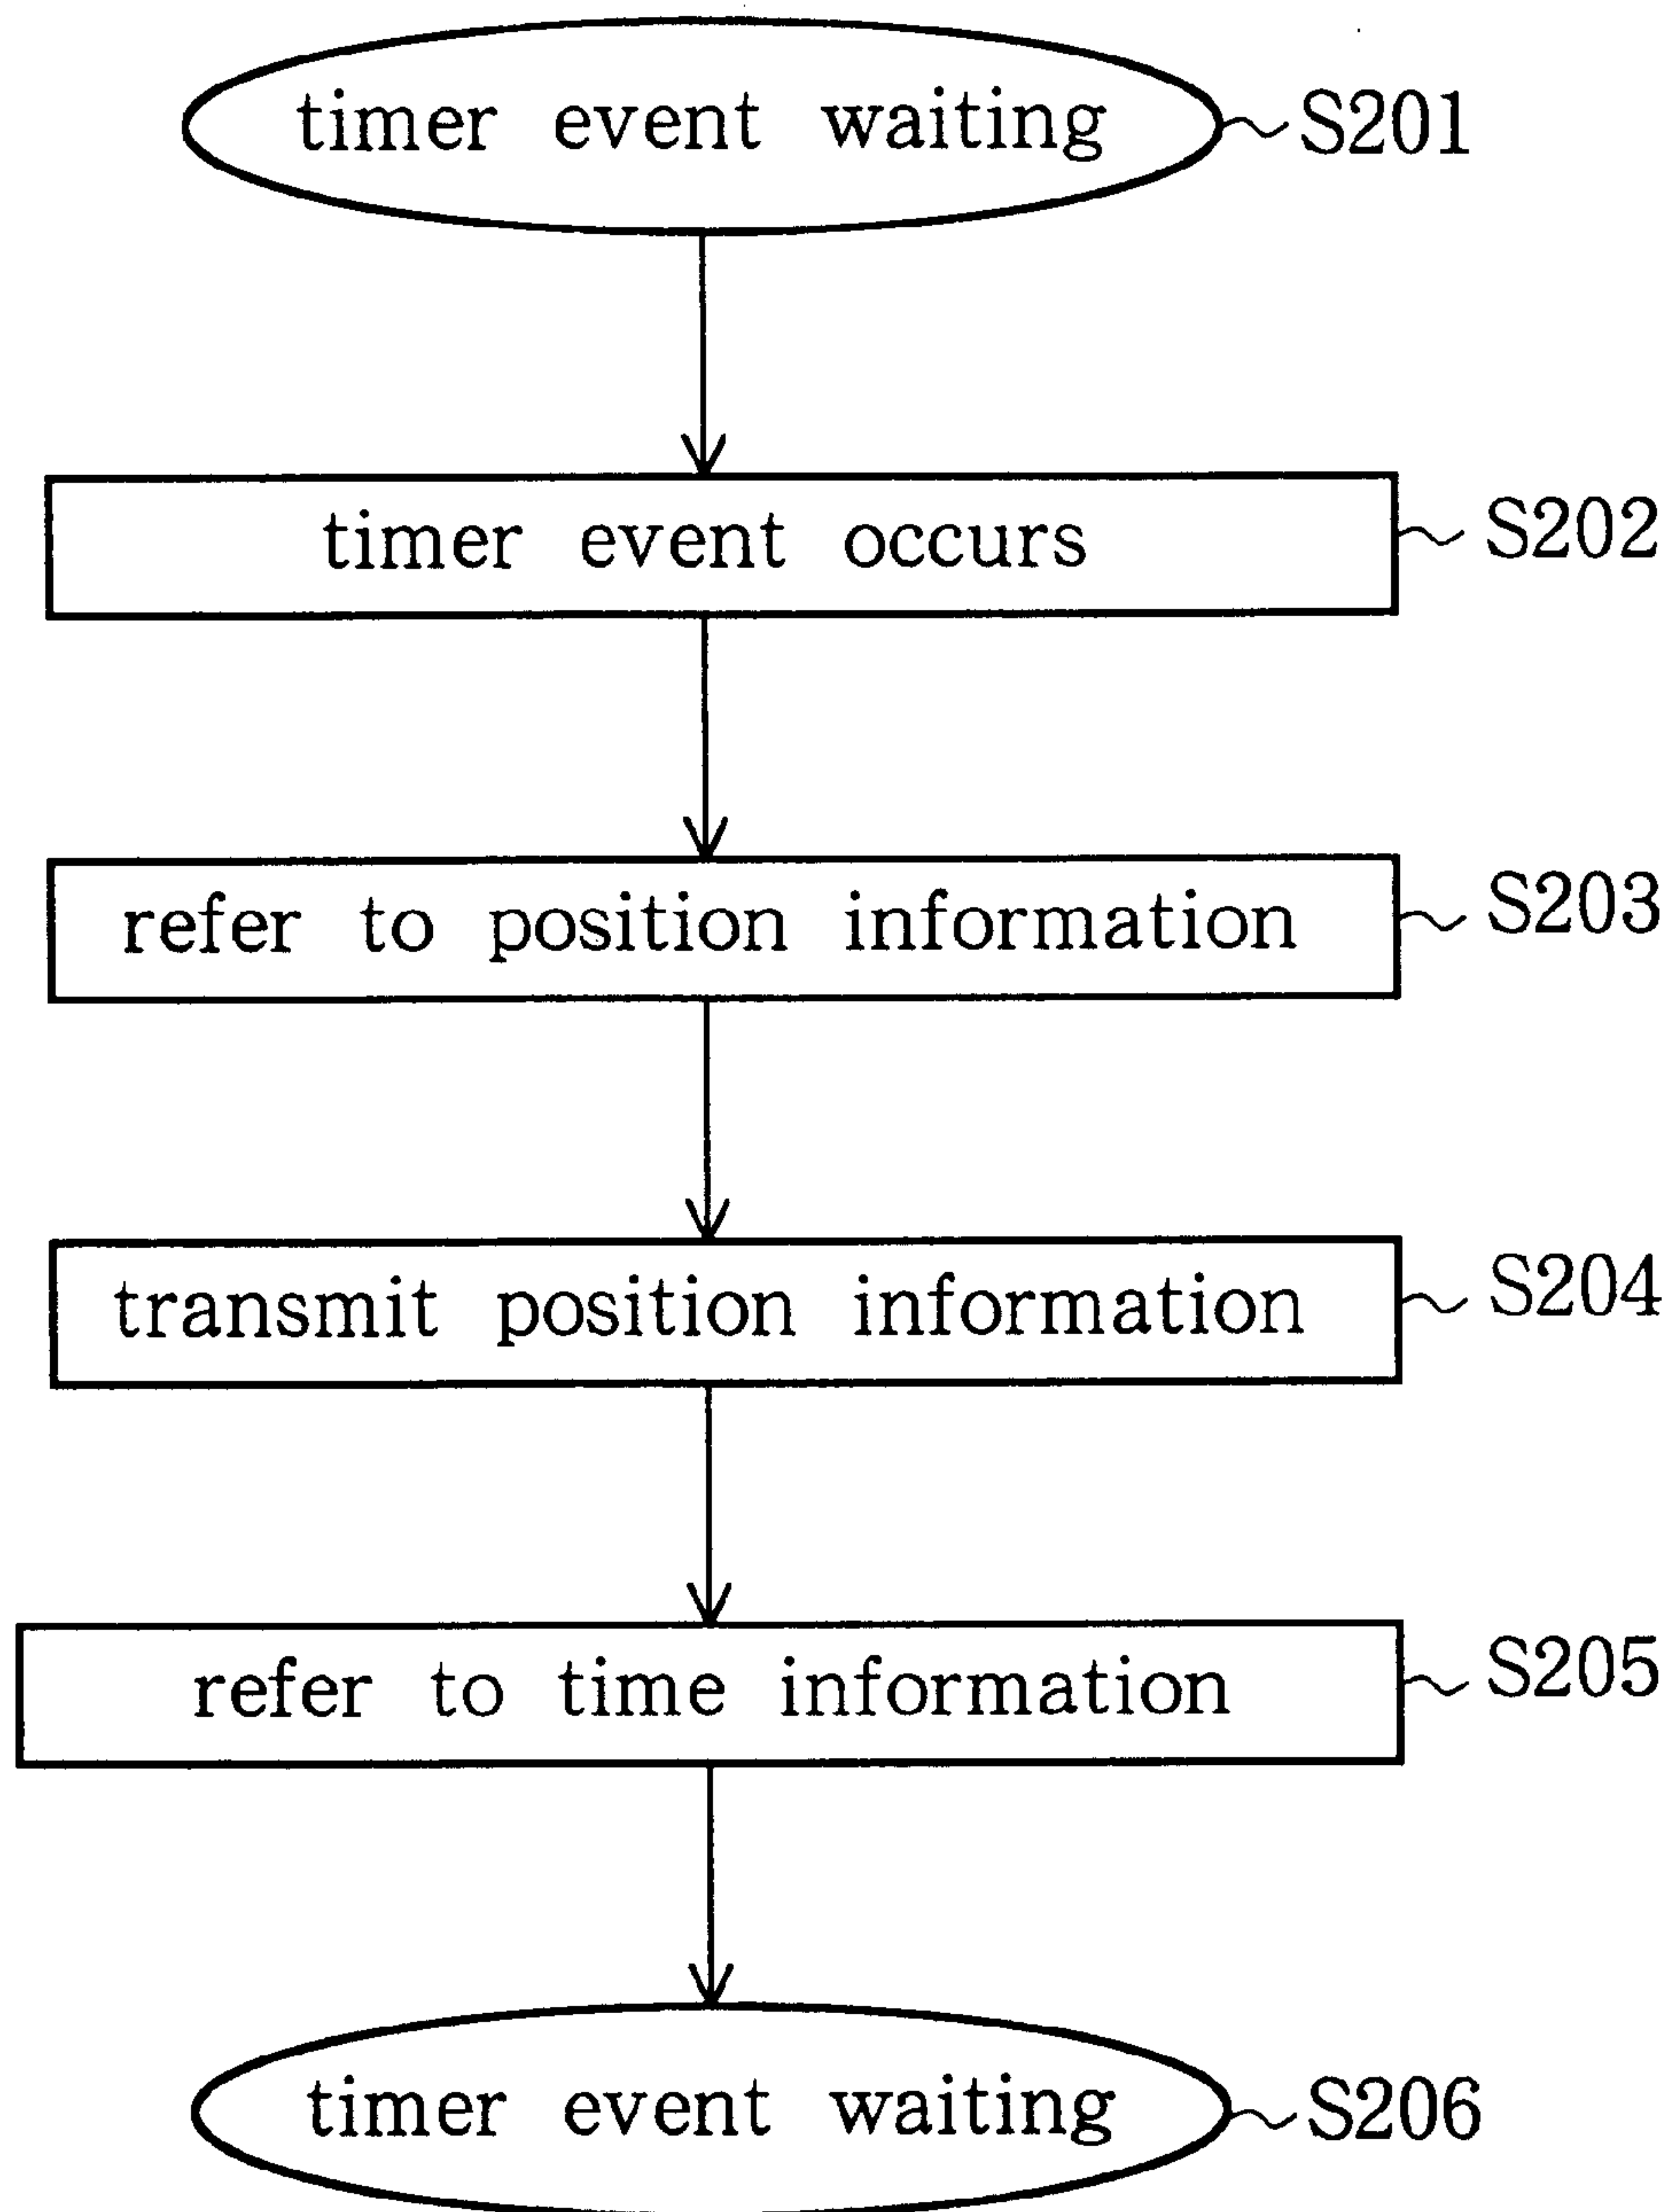 timer event waiting S201
timer event occurs S202
refer to position information S203
transmit position information S204
refer to time information S205
timer event waiting S206